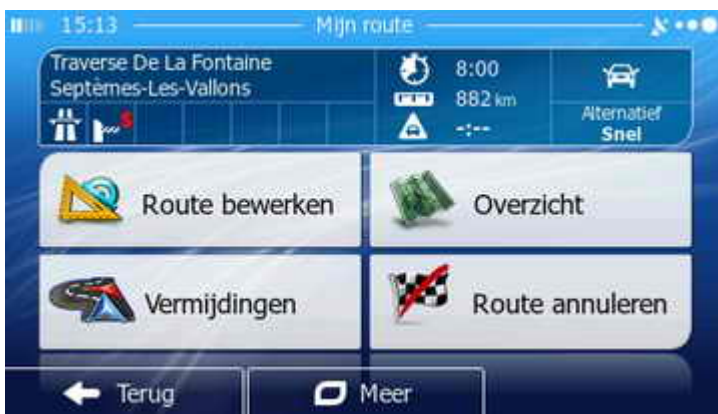 15:13
Mijn route
Traverse De La Fontaine
Septèmes-Les-Vallons
8:00
882 km
-:--
Alternatief
Snel
$
Route bewerken
Overzicht
Vermijdingen
Route annuleren
Terug
Meer